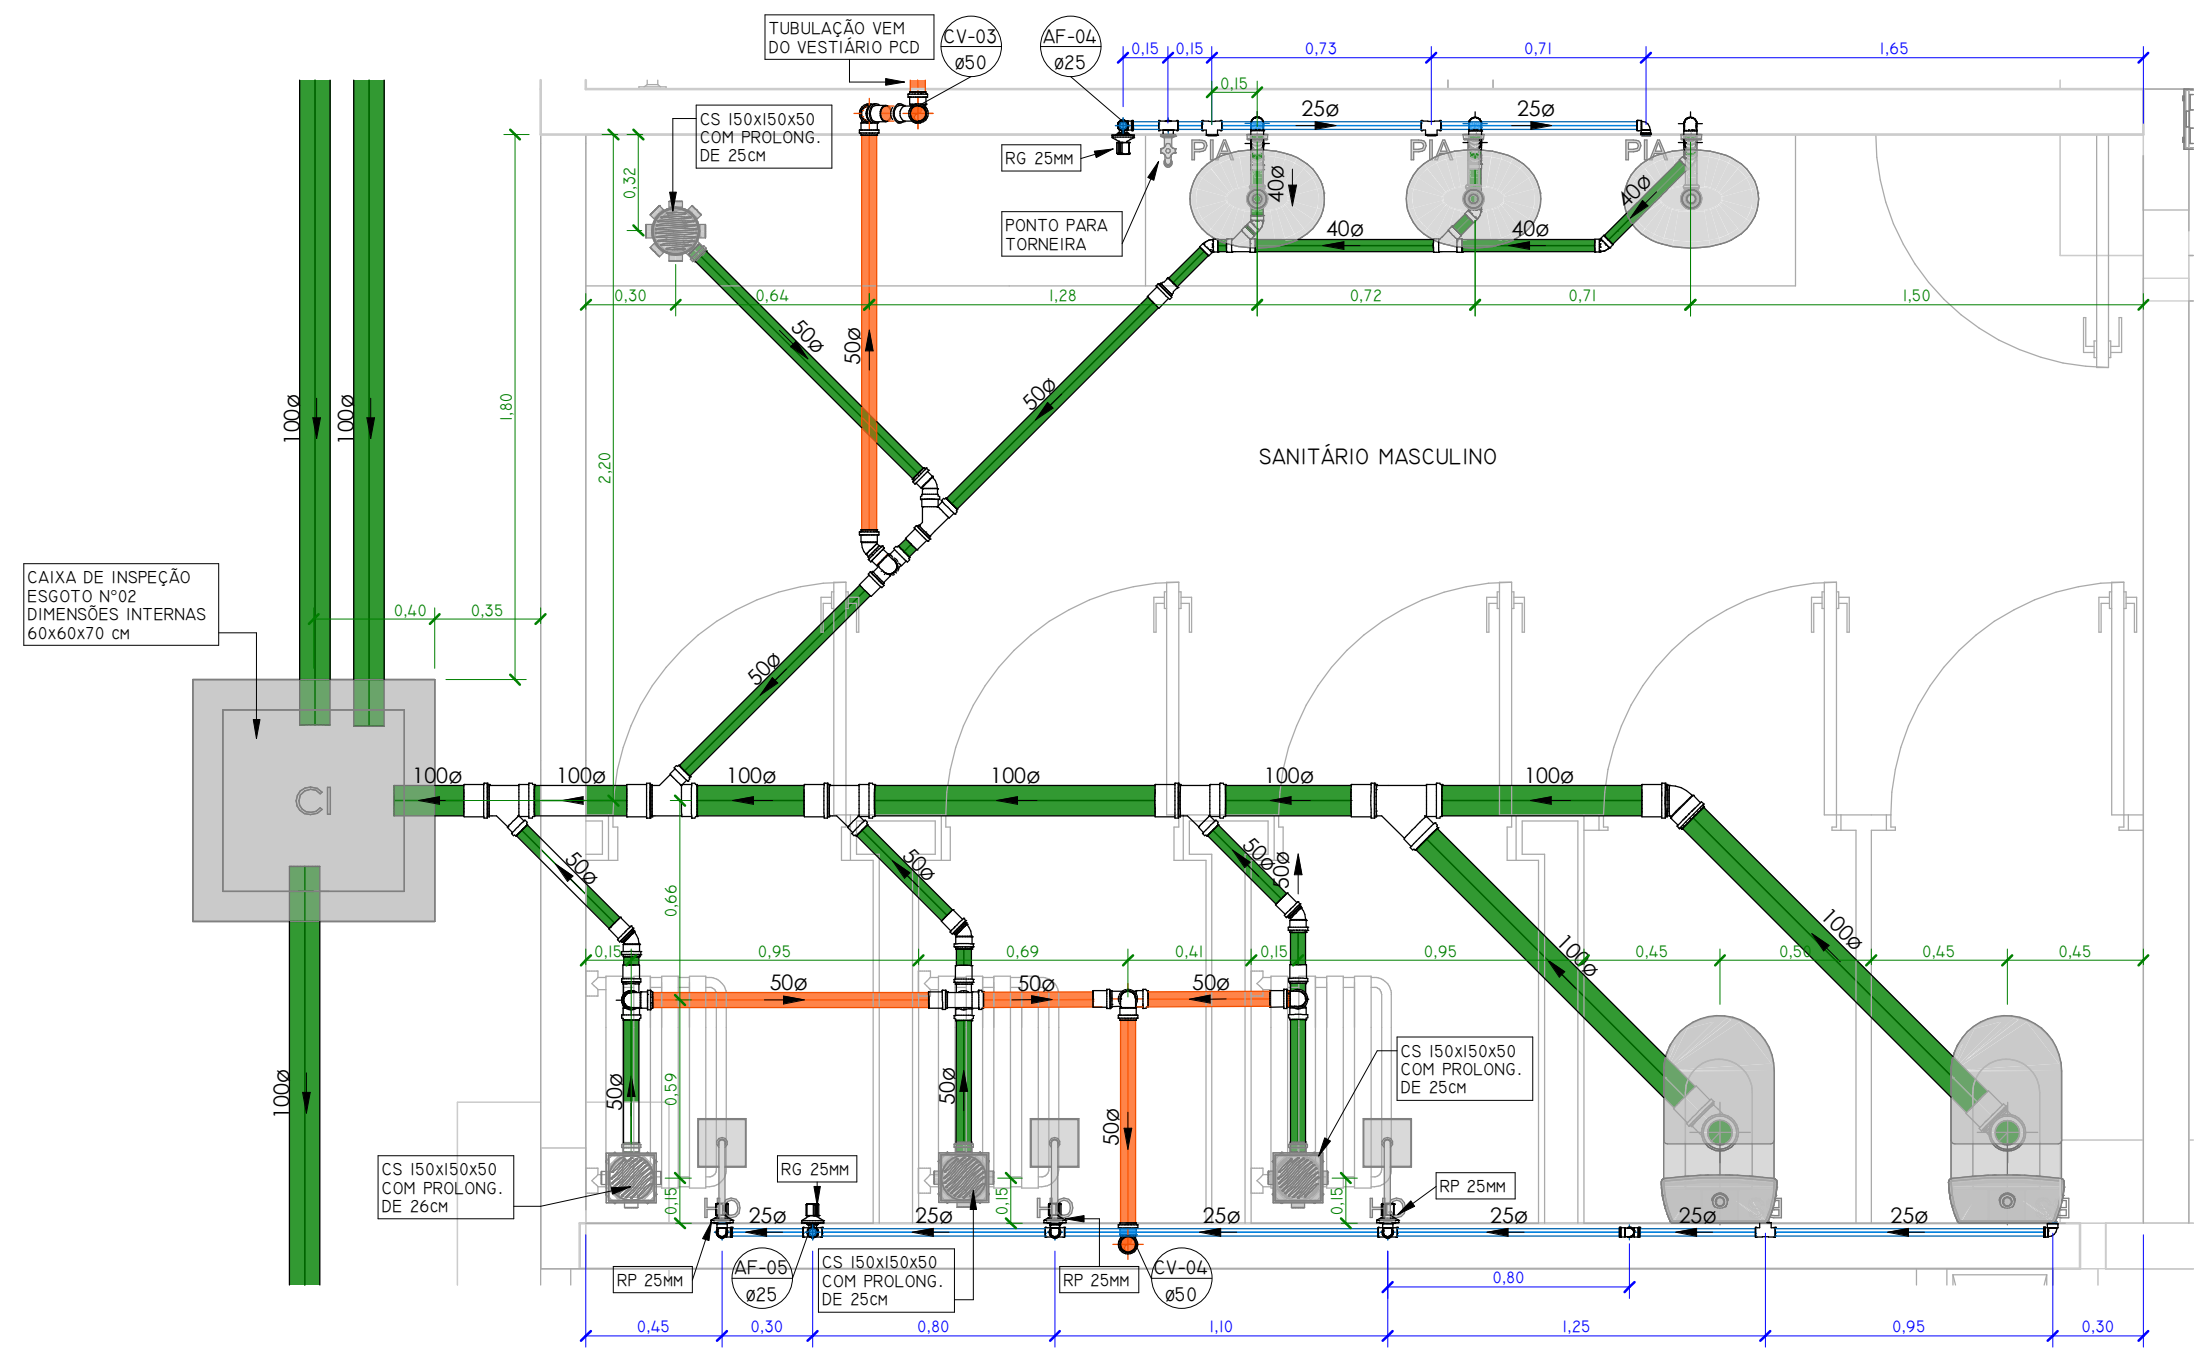 TUBULAÇÃO VEM
DO VESTIÁRIO PCD
CV-03
ø50
AF-04
ø25
0,15
0,15
0,73
0,71
1,65
0,15
25ø
25ø
CS 150x150x50
COM PROLONG.
DE 25CM
RG 25MM
PIA
PIA
PIA
0,32
40ø
40ø
PONTO PARA
TORNEIRA
40ø
40ø
0,30
0,64
1,28
0,72
0,71
1,50
50ø
50ø
50ø
100ø
100ø
1,80
2,20
SANITÁRIO MASCULINO
CAIXA DE INSPEÇÃO
ESGOTO N°02
DIMENSÕES INTERNAS
60x60x70 CM
0,40
0,35
50ø
CI
100ø
100ø
100ø
100ø
100ø
100ø
50ø
50ø
50ø
50ø
0,66
100ø
100ø
0,15
0,95
0,69
0,41
0,15
0,95
0,45
0,50
0,45
0,45
50ø
50ø
50ø
100ø
50ø
0,59
50ø
50ø
CS 150x150x50
COM PROLONG.
DE 25CM
CS 150x150x50
COM PROLONG.
DE 26CM
RG 25MM
RP 25MM
0,15
0,15
0,15
CH
CH
CH
25ø
25ø
25ø
25ø
25ø
25ø
RP 25MM
AF-05
ø25
CS 150x150x50
COM PROLONG.
DE 25CM
RP 25MM
CV-04
ø50
0,80
0,45
0,30
0,80
1,10
1,25
0,95
0,30